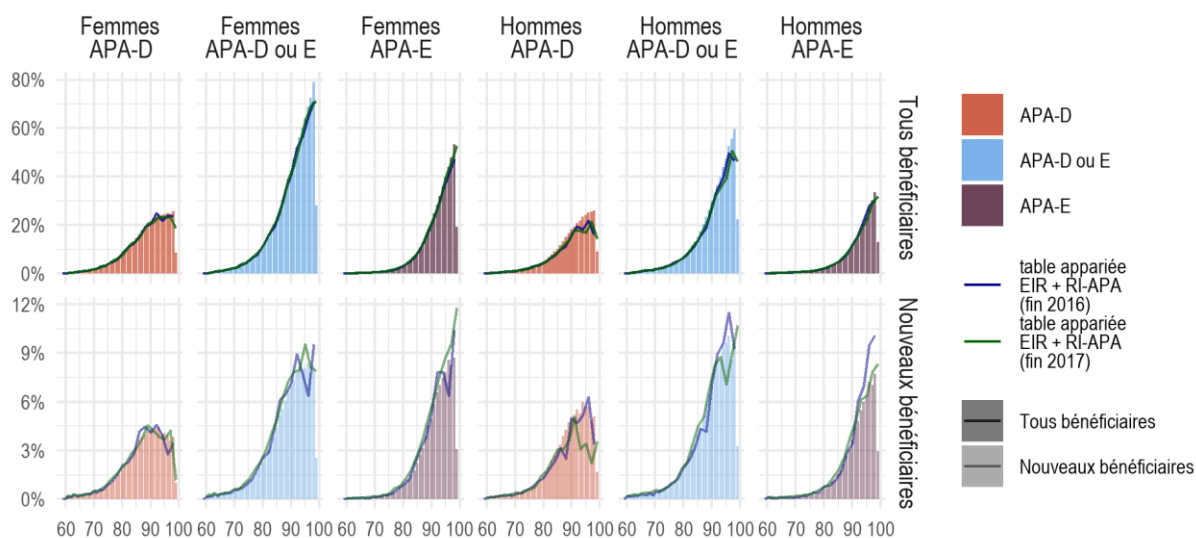 Femmes
APA-D
Femmes
APA-D ou E
Femmes
APA-E
Hommes
APA-D
Hommes
APA-D ou E
Hommes
APA-E
80%
60%
40%
20%
0%
Tous bénéficiaires
12%
9%
6%
3%
0%
Nouveaux bénéficiaires
60 70 80 90 100
60 70 80 90 100
60 70 80 90 100
60 70 80 90 100
60 70 80 90 100
60 70 80 90 100
APA-D
APA-D ou E
APA-E
table appariée
EIR + RI-APA
(fin 2016)
table appariée
EIR + RI-APA
(fin 2017)
Tous bénéficiaires
Nouveaux bénéficiaires